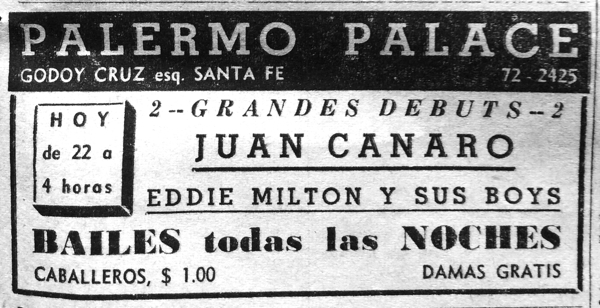 PALERMO PALACE
GODOY CRUZ esq. SANTA FE 72 - 2425
HOY
de 22 a
4 horas
2--GRANDES DEBUTS--2
JUAN CANARO
EDDIE MILTON Y SUS BOYS
BAILES todas las NOCHES
CABALLEROS, $ 1.00 DAMAS GRATIS